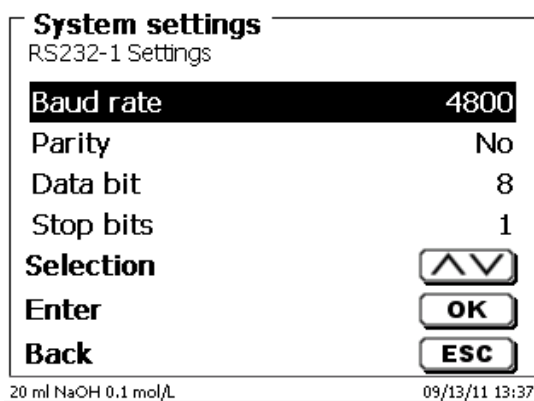 System settings
RS232-1 Settings
Baud rate 4800
Parity No
Data bit 8
Stop bits 1
Selection
Enter OK
Back ESC
20 ml NaOH 0.1 mol/L 09/13/11 13:37